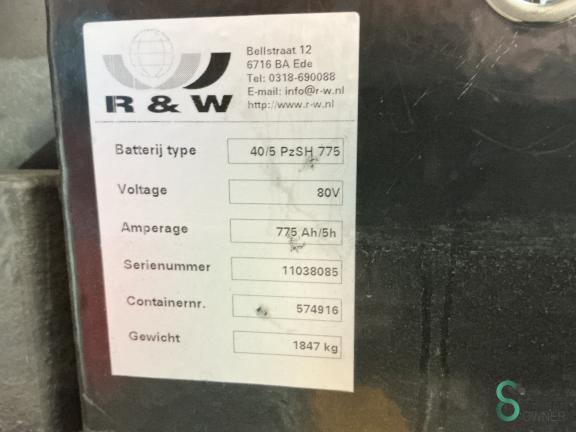 Bellstraat 12
6716 BA Ede
Tel: 0318-690088
E-mail: info@r-w.nl
http://www.r-w.nl
R & W
Batterij type 40/5 PzSH 775
Voltage 80V
Amperage 775 Ah/5h
Serienummer 11038085
Containernr. 574916
Gewicht 1847 kg
OWNER